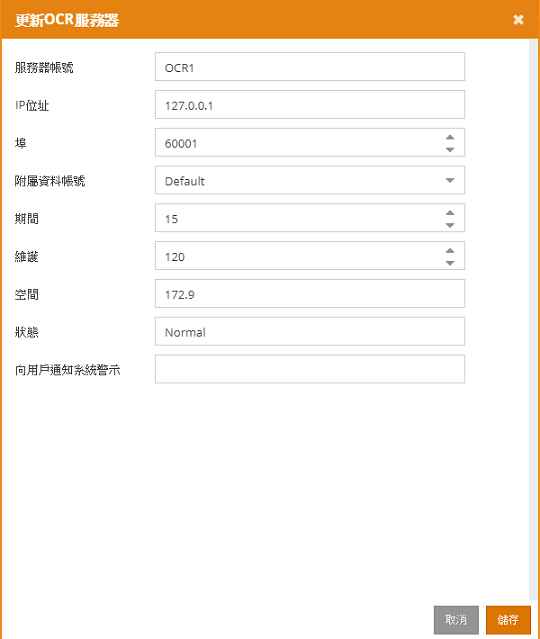 更新OCR服務器
服務器帳號 OCR1
IP位址 127.0.0.1
埠 60001
附屬資料帳號 Default
期間 15
維護 120
空間 172.9
狀態 Normal
向用戶通知系統警示
取消 儲存